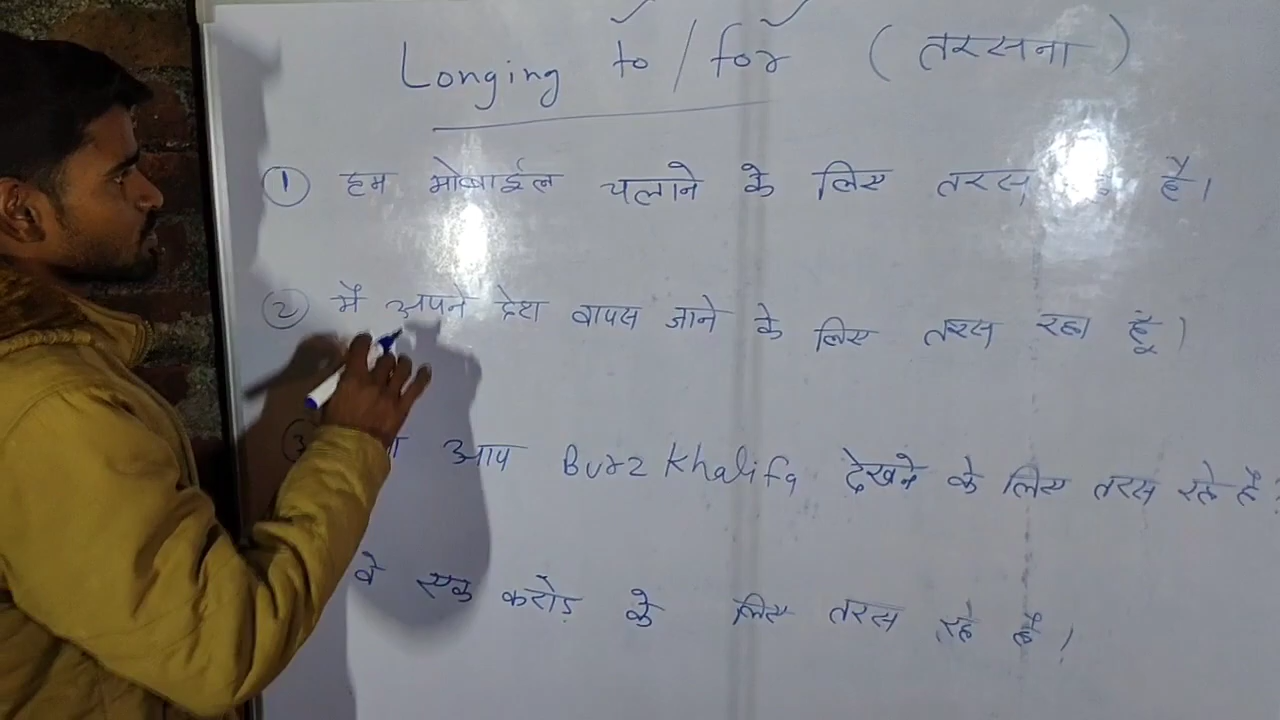 Longing to / for ( तरसना )
① हम मोबाईल चलाने के लिए तरस है।
② मैं अपने देश वापस जाने के लिए तरस रहा हूँ।
③ आप Burz Khalifa देखने के लिए तरस रहे है?
वे एक करोड़ के लिए तरस रहे है।